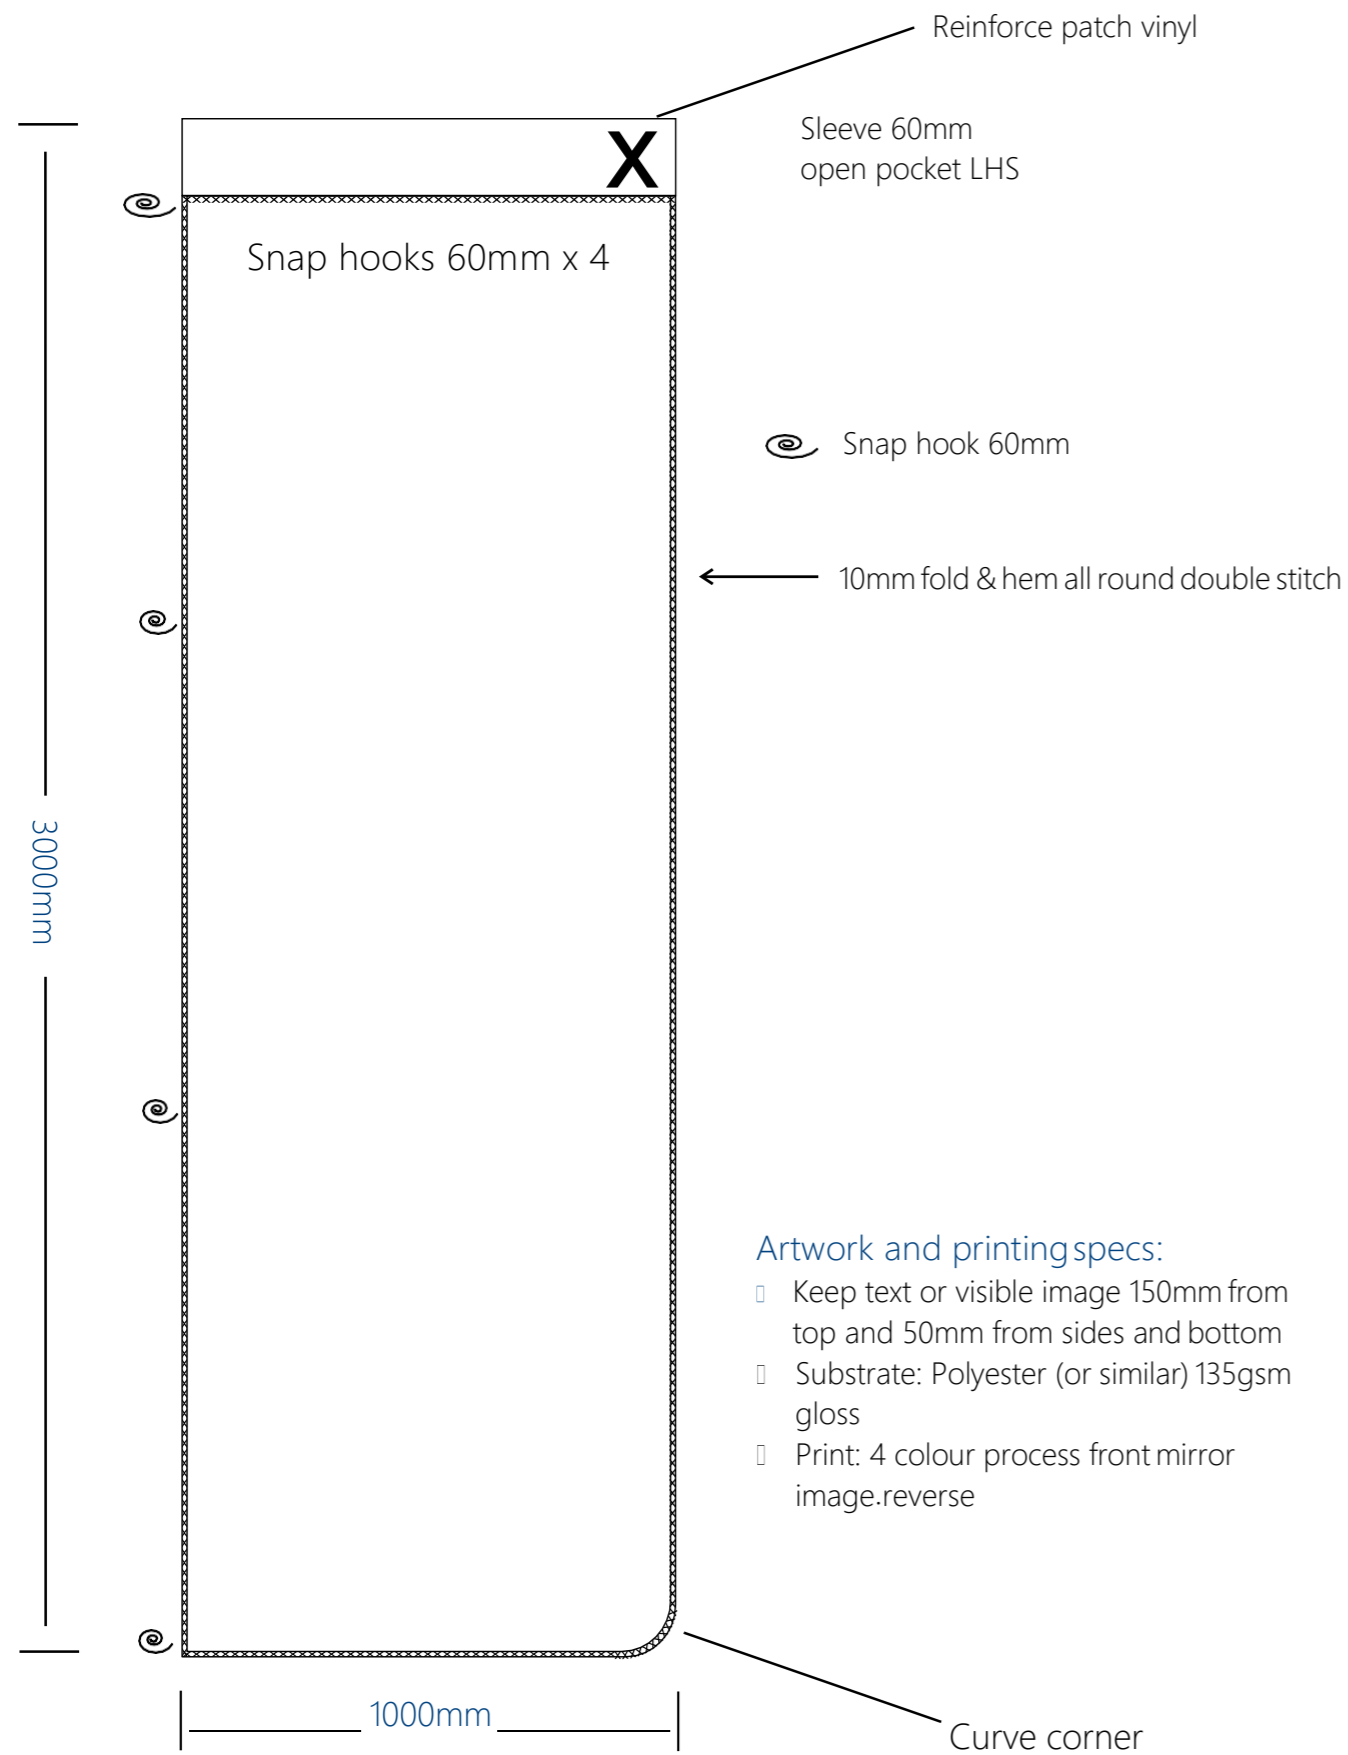 Reinforce patch vinyl
X
Sleeve 60mm
open pocket LHS
Snap hooks 60mm x 4
Snap hook 60mm
10mm fold & hem all round double stitch
3000mm
Artwork and printing specs:
Keep text or visible image 150mm from
top and 50mm from sides and bottom
Substrate: Polyester (or similar) 135gsm
gloss
Print: 4 colour process front mirror
image.reverse
1000mm
Curve corner